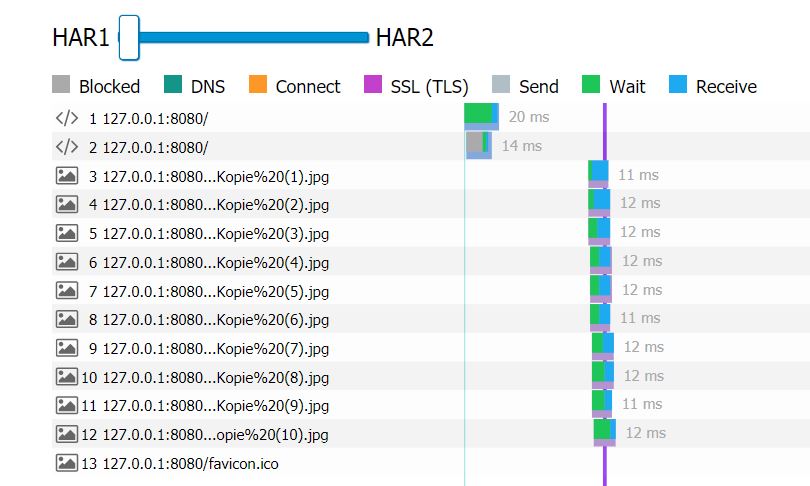 HAR1 HAR2
Blocked DNS Connect SSL (TLS) Send Wait Receive
1 127.0.0.1:8080/ 20 ms
2 127.0.0.1:8080/ 14 ms
3 127.0.0.1:8080...Kopie%20(1).jpg 11 ms
4 127.0.0.1:8080...Kopie%20(2).jpg 12 ms
5 127.0.0.1:8080...Kopie%20(3).jpg 12 ms
6 127.0.0.1:8080...Kopie%20(4).jpg 12 ms
7 127.0.0.1:8080...Kopie%20(5).jpg 12 ms
8 127.0.0.1:8080...Kopie%20(6).jpg 11 ms
9 127.0.0.1:8080...Kopie%20(7).jpg 12 ms
10 127.0.0.1:8080...Kopie%20(8).jpg 12 ms
11 127.0.0.1:8080...Kopie%20(9).jpg 11 ms
12 127.0.0.1:8080...opie%20(10).jpg 12 ms
13 127.0.0.1:8080/favicon.ico